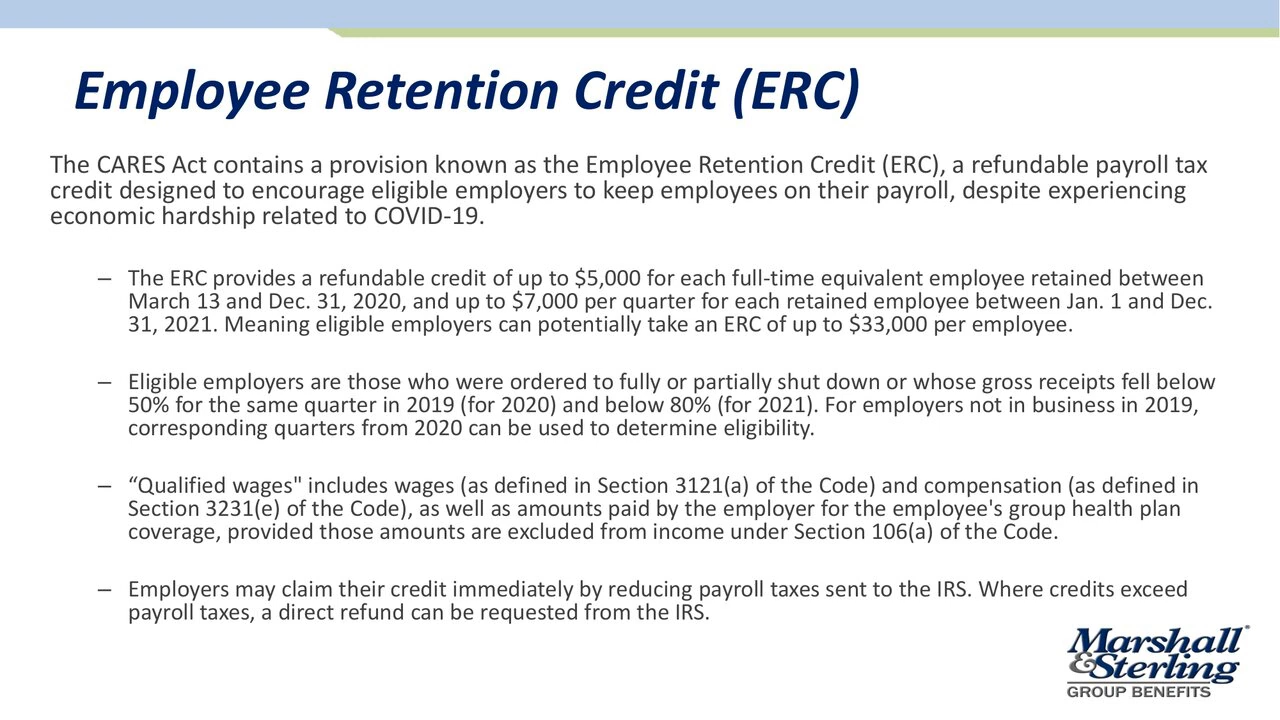 Employee Retention Credit (ERC)
The CARES Act contains a provision known as the Employee Retention Credit (ERC), a refundable payroll tax
credit designed to encourage eligible employers to keep employees on their payroll, despite experiencing
economic hardship related to COVID-19.
– The ERC provides a refundable credit of up to $5,000 for each full-time equivalent employee retained between
March 13 and Dec. 31, 2020, and up to $7,000 per quarter for each retained employee between Jan. 1 and Dec.
31, 2021. Meaning eligible employers can potentially take an ERC of up to $33,000 per employee.
– Eligible employers are those who were ordered to fully or partially shut down or whose gross receipts fell below
50% for the same quarter in 2019 (for 2020) and below 80% (for 2021). For employers not in business in 2019,
corresponding quarters from 2020 can be used to determine eligibility.
– “Qualified wages" includes wages (as defined in Section 3121(a) of the Code) and compensation (as defined in
Section 3231(e) of the Code), as well as amounts paid by the employer for the employee's group health plan
coverage, provided those amounts are excluded from income under Section 106(a) of the Code.
– Employers may claim their credit immediately by reducing payroll taxes sent to the IRS. Where credits exceed
payroll taxes, a direct refund can be requested from the IRS.
Marshall®
&Sterling
GROUP BENEFITS